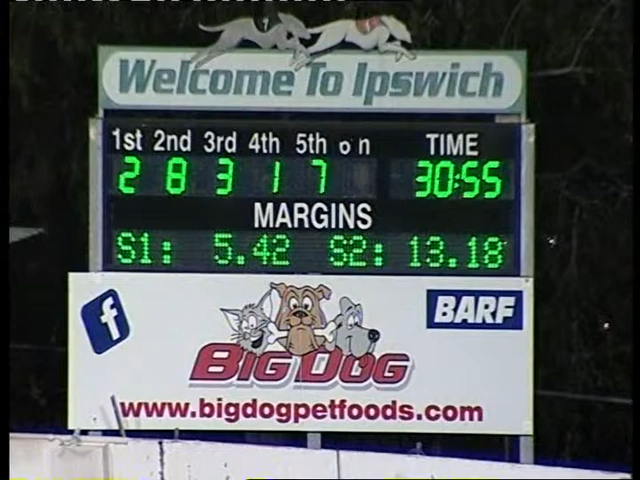 Welcome To Ipswich
1st 2nd 3rd 4th 5th on TIME
2 8 3 1 7 30:55
MARGINS
S1: 5.42 S2: 13.18
f
BARF
BIG DOG
www.bigdogpetfoods.com